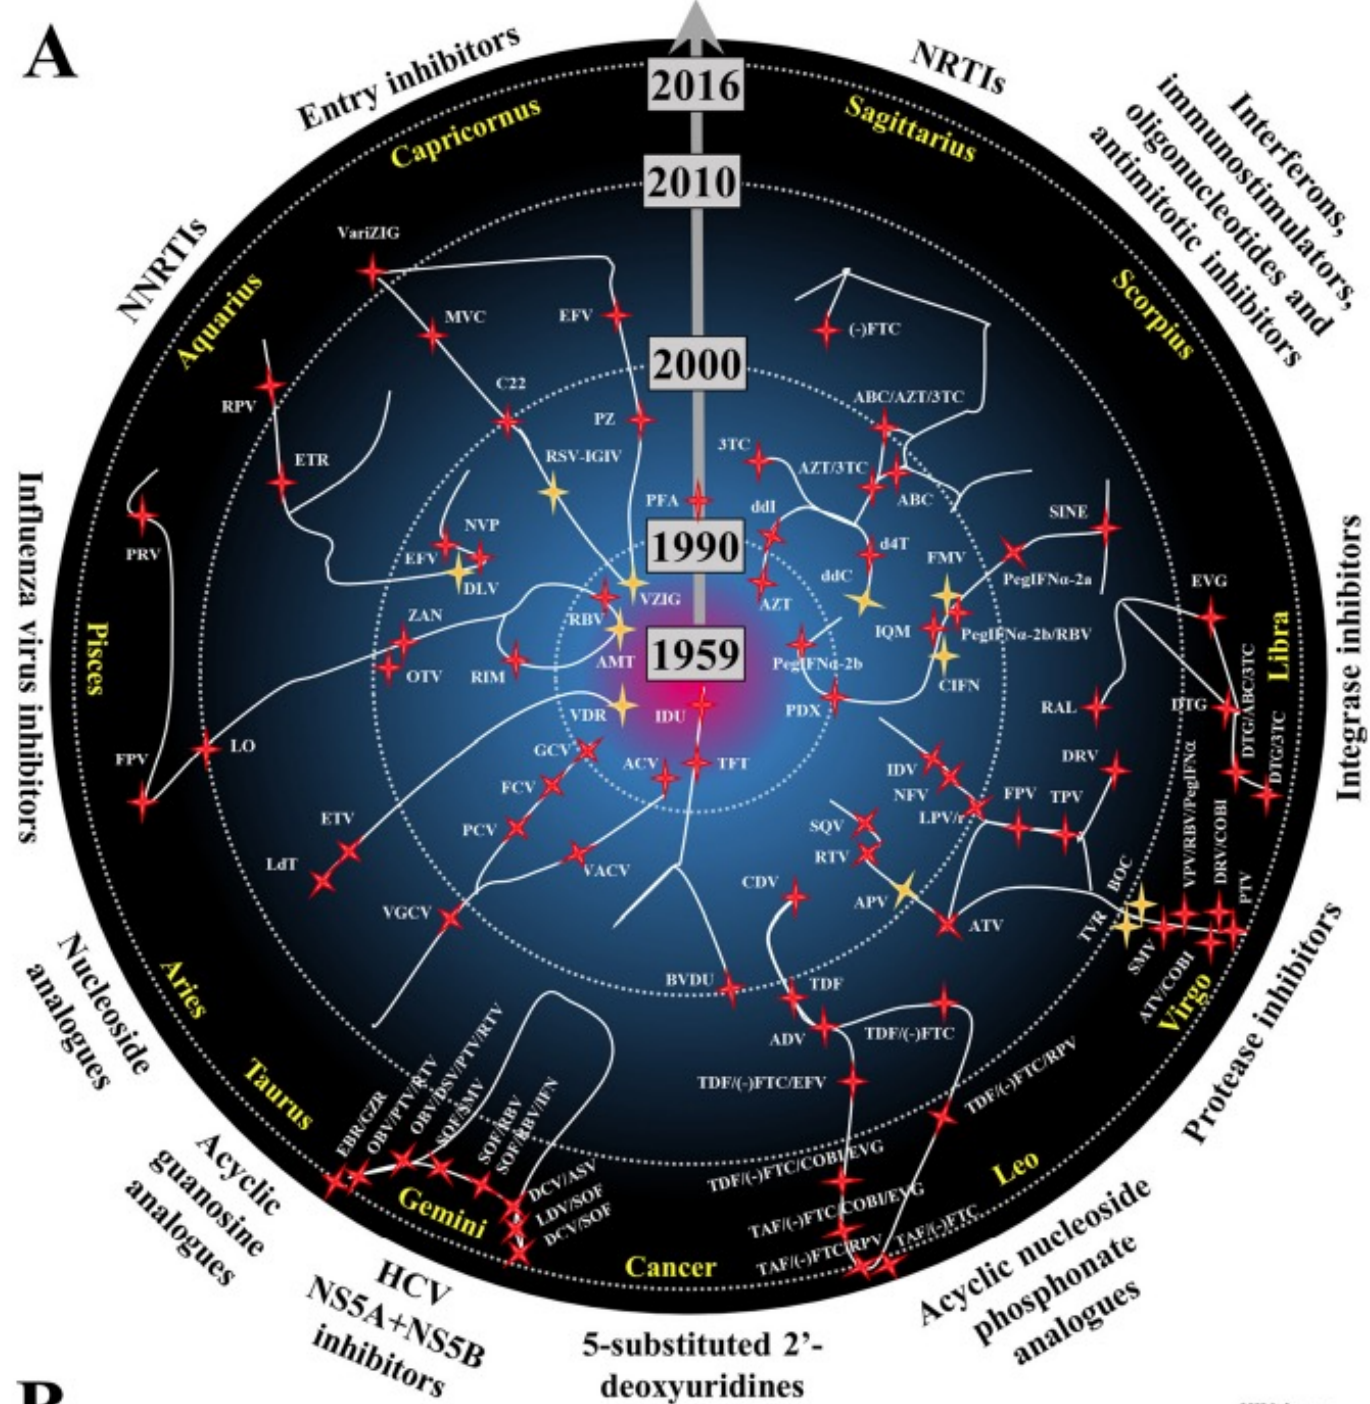 A
Entry inhibitors
NRTIs
Interferons,
immunostimulators,
oligonucleotides and
antimitotic inhibitors
NNRTIs
Influenza virus inhibitors
Integrase inhibitors
Protease inhibitors
Nucleoside
analogues
Acyclic
guanosine
analogues
HCV
NS5A+NS5B
inhibitors
5-substituted 2’-
deoxyuridines
Acyclic nucleoside
phosphonate
analogues
Capricornus
Sagittarius
Scorpius
Aquarius
Libra
Pisces
Virgo
Aries
Taurus
Gemini
Cancer
Leo
2016
2010
2000
1990
1959
VariZIG
MVC
EFV
C22
PZ
RSV-IGIV
VZIG
PFA
RPV
ETR
NVP
EFV
DLV
PRV
ZAN
OTV
RIM
RBV
AMT
LO
FPV
VDR
ETV
LdT
GCV
FCV
PCV
VGCV
ACV
VACV
IDU
TFT
BVDU
(-)FTC
ABC/AZT/3TC
3TC
AZT/3TC
ABC
ddI
d4T
ddC
AZT
FMV
SINE
PegIFNα-2a
IQM
PegIFNα-2b/RBV
CIFN
PegIFNα-2b
PDX
EVG
RAL
DTG
DTG/ABC/3TC
DTG/3TC
IDV
NFV
LPV/r
FPV
TPV
DRV
SQV
RTV
APV
ATV
BOC
TVR
SMV
VPV/RBV/PegIFNα
DRV/COBI
PTV
ATV/COBI
CDV
TDF
ADV
TDF/(-)FTC
TDF/(-)FTC/EFV
TDF/(-)FTC/RPV
TDF/(-)FTC/COBI/EVG
TAF/(-)FTC/COBI/EVG
TAF/(-)FTC/RPV
TAF/(-)FTC
EBR/GZR
OBV/PTV/RTV
OBV/DSV/PTV/RTV
SOF/SMV
SOF/RBV
SOF/RBV/IFN
DCV/ASV
LDV/SOF
DCV/SOF
B